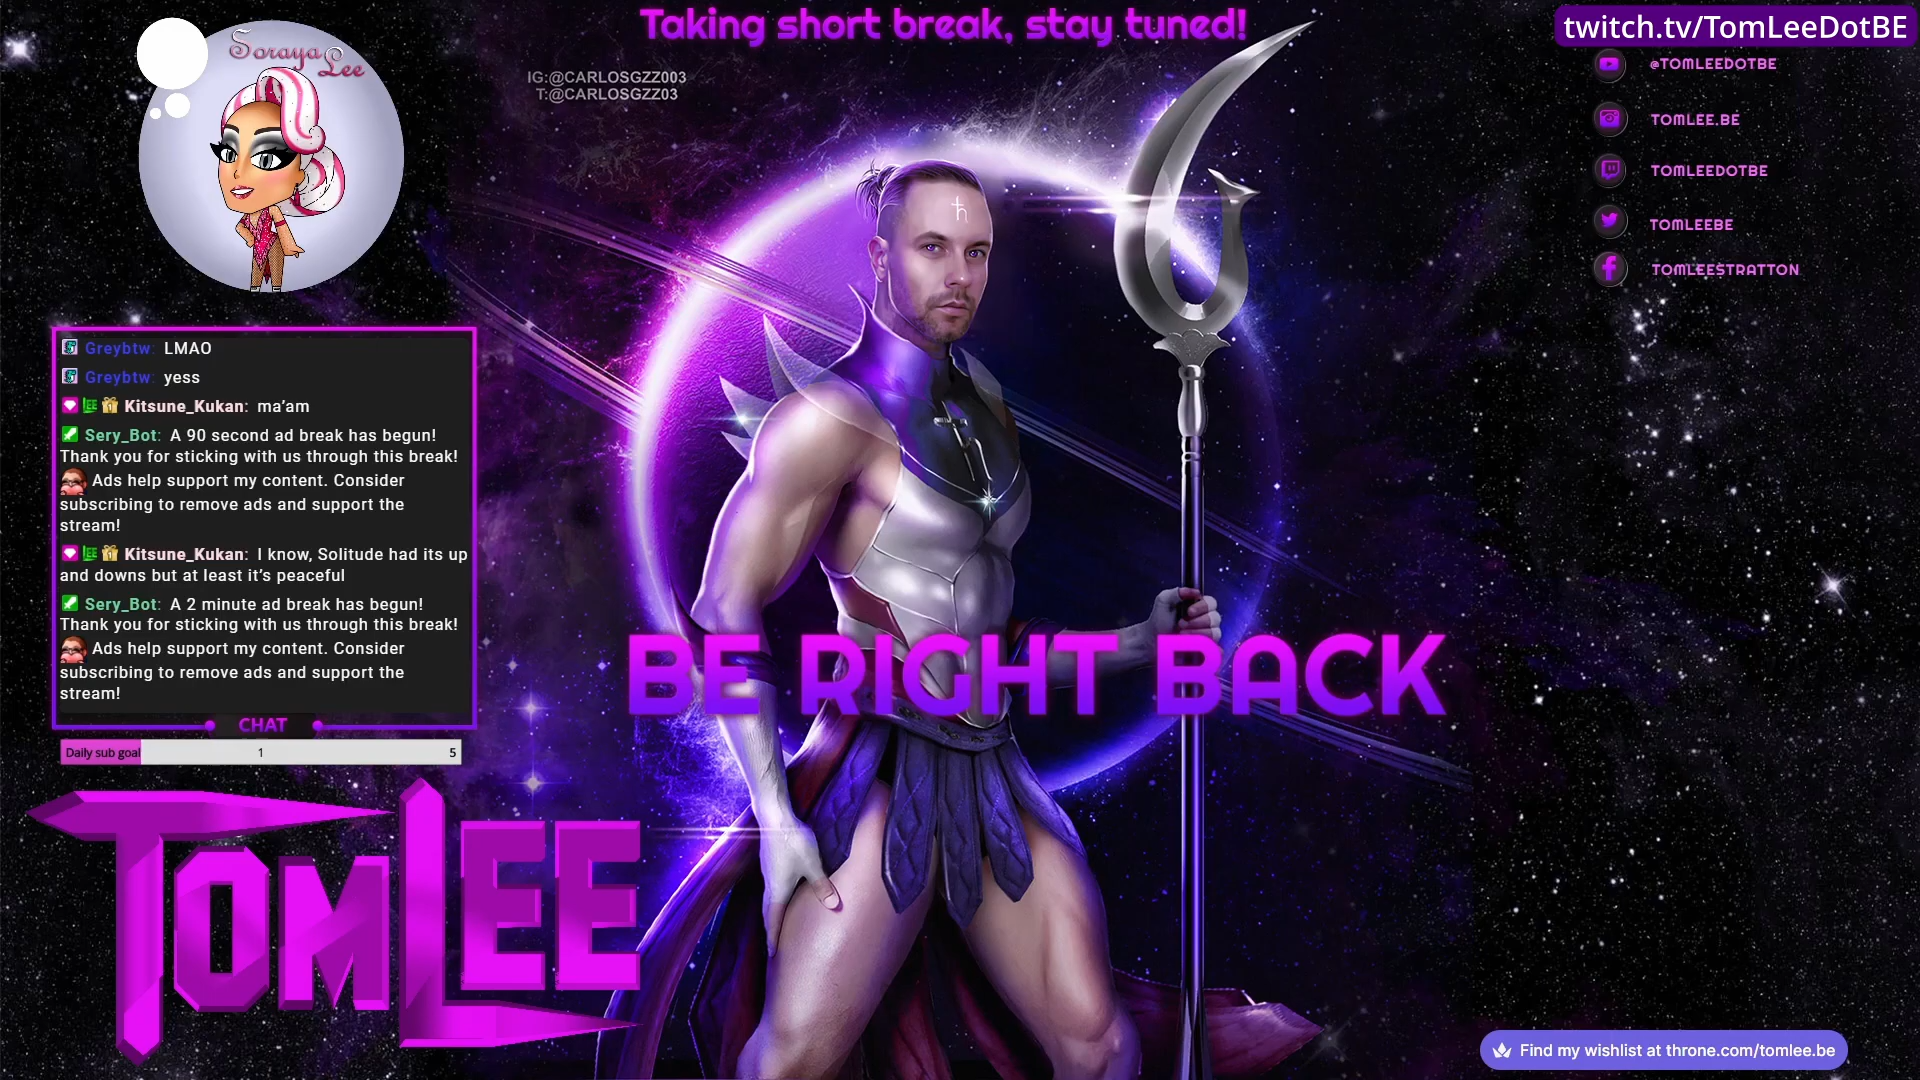 Taking short break, stay tuned!
twitch.tv/TomLeeDotBE
Soraya
Lee
IG:@CARLOSGZZ003
T:@CARLOSGZZ03
@TOMLEEDOTBE
TOMLEE.BE
TOMLEEDOTBE
TOMLEEBE
TOMLEESTRATTON
Greybtw: LMAO
Greybtw: yess
LEE Kitsune_Kukan: ma’am
Sery_Bot: A 90 second ad break has begun!
Thank you for sticking with us through this break!
Ads help support my content. Consider
subscribing to remove ads and support the
stream!
LEE Kitsune_Kukan: I know, Solitude had its up
and downs but at least it’s peaceful
Sery_Bot: A 2 minute ad break has begun!
Thank you for sticking with us through this break!
Ads help support my content. Consider
subscribing to remove ads and support the
stream!
CHAT
Daily sub goal 1 5
BE RIGHT BACK
TOMLEE
Find my wishlist at throne.com/tomlee.be